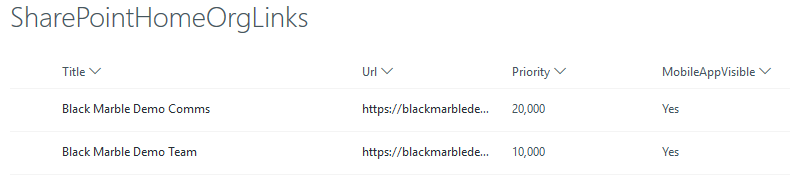 SharePointHomeOrgLinks
Title Url Priority MobileAppVisible
Black Marble Demo Comms https://blackmarblede... 20,000 Yes
Black Marble Demo Team https://blackmarblede... 10,000 Yes